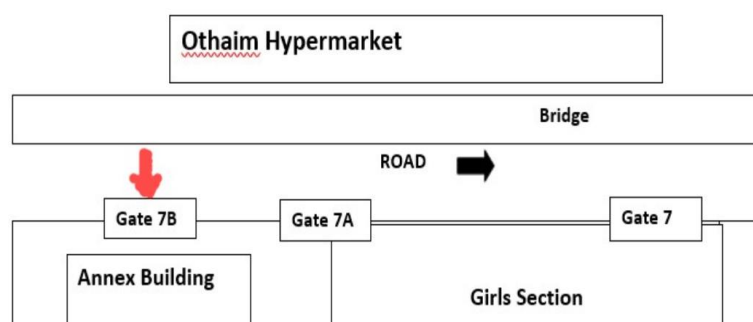 Othaim Hypermarket
Bridge
ROAD
Gate 7B
Gate 7A
Gate 7
Annex Building
Girls Section